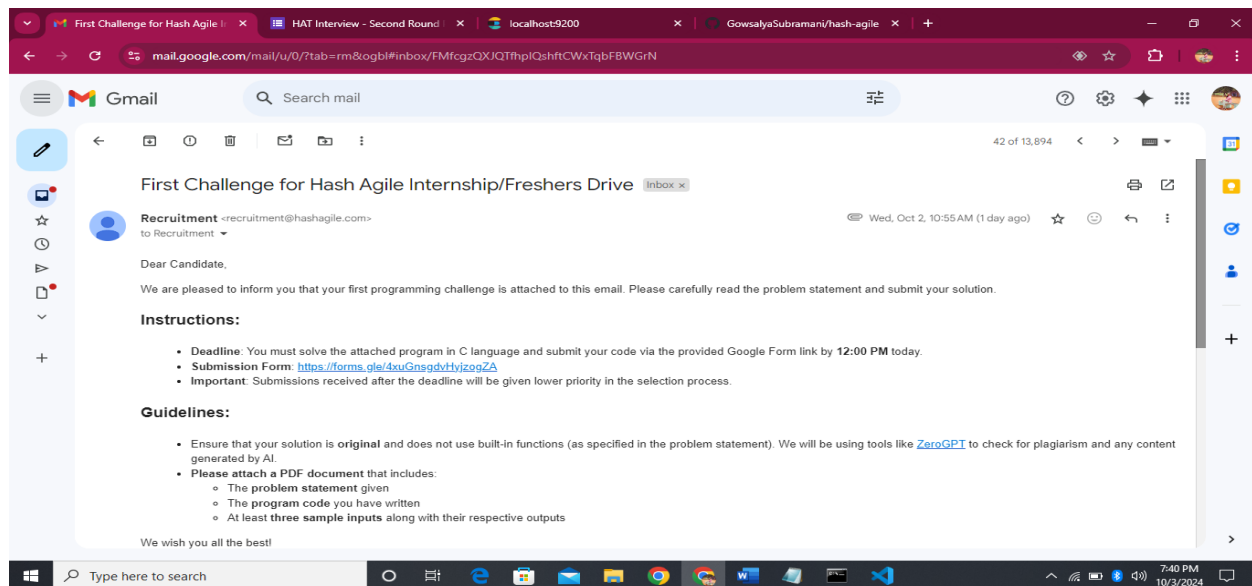 First Challenge for Hash Agile In
HAT Interview - Second Round
localhost:9200
GowsalyaSubramani/hash-agile
mail.google.com/mail/u/0/?tab=rm&ogbl#inbox/FMfcgzQXJQTfhpIQshftCWxTqbFBWGrN
Gmail
Search mail
42 of 13,894
First Challenge for Hash Agile Internship/Freshers Drive Inbox x
Recruitment <recruitment@hashagile.com>
Wed, Oct 2, 10:55 AM (1 day ago)
to Recruitment
Dear Candidate,
We are pleased to inform you that your first programming challenge is attached to this email. Please carefully read the problem statement and submit your solution.
Instructions:
• Deadline: You must solve the attached program in C language and submit your code via the provided Google Form link by 12:00 PM today.
• Submission Form: https://forms.gle/4xuGnsgdvHyjzogZA
• Important: Submissions received after the deadline will be given lower priority in the selection process.
Guidelines:
• Ensure that your solution is original and does not use built-in functions (as specified in the problem statement). We will be using tools like ZeroGPT to check for plagiarism and any content
generated by AI.
• Please attach a PDF document that includes:
○ The problem statement given
○ The program code you have written
○ At least three sample inputs along with their respective outputs
We wish you all the best!
Type here to search
7:40 PM
10/3/2024